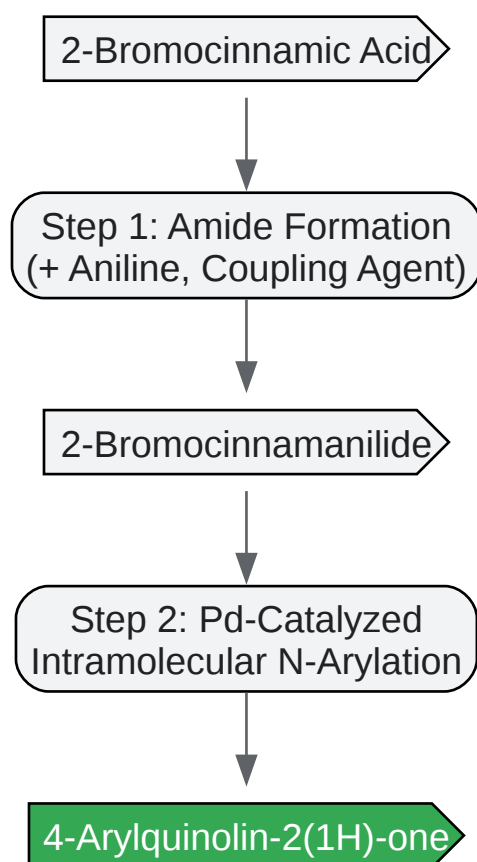 2-Bromocinnamic Acid
Step 1: Amide Formation
(+ Aniline, Coupling Agent)
2-Bromocinnamanilide
Step 2: Pd-Catalyzed
Intramolecular N-Arylation
4-Arylquinolin-2(1H)-one